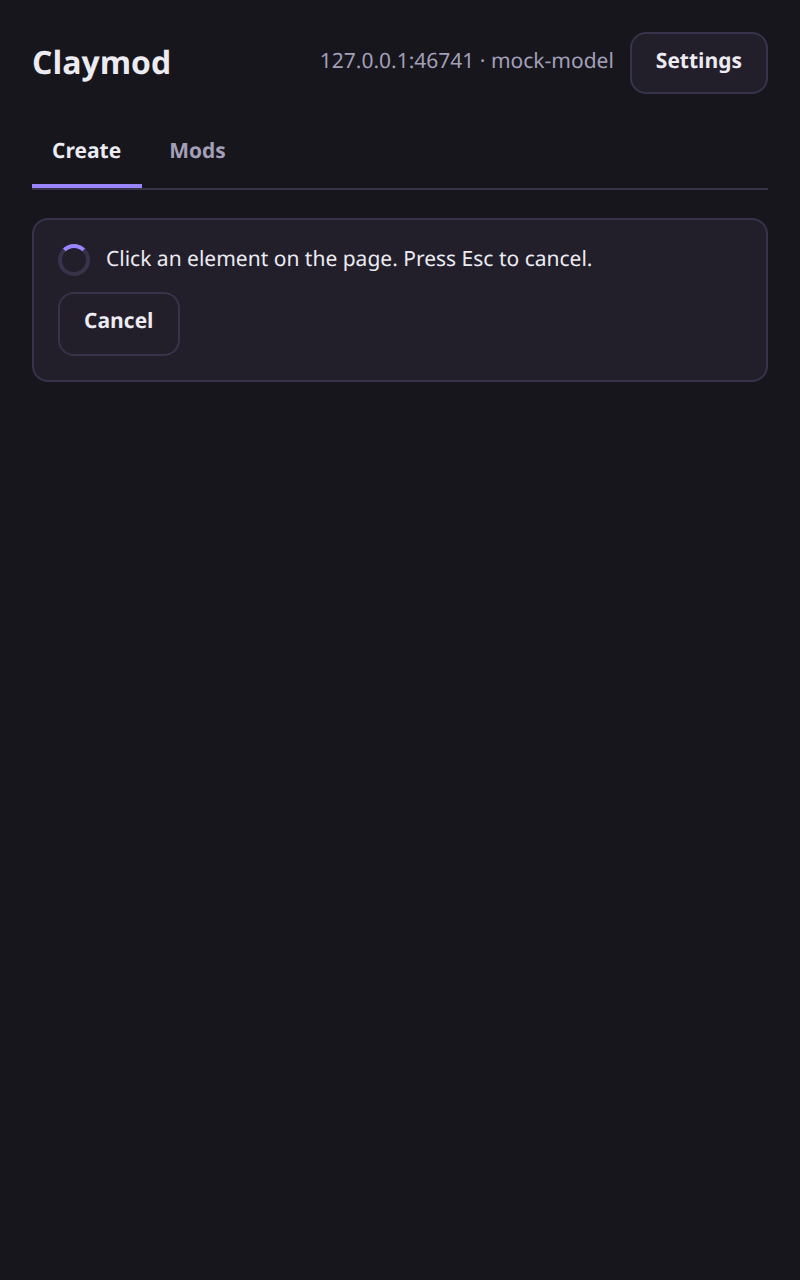 Claymod
127.0.0.1:46741 · mock-model
Settings
Create
Mods
Click an element on the page. Press Esc to cancel.
Cancel